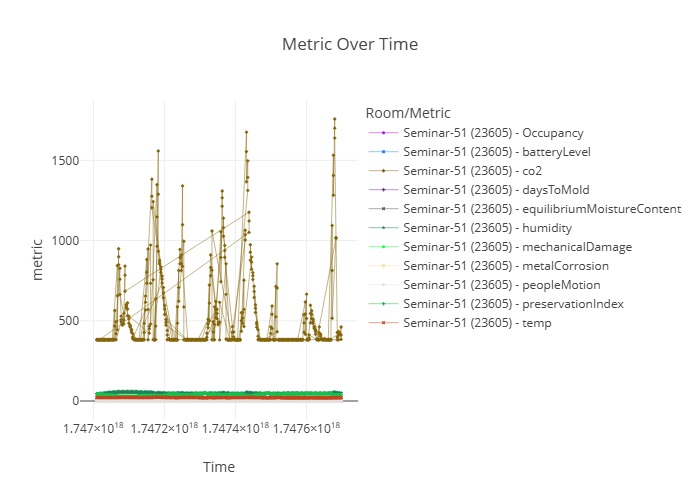 Metric Over Time
Room/Metric
Seminar-51 (23605) - Occupancy
Seminar-51 (23605) - batteryLevel
Seminar-51 (23605) - co2
Seminar-51 (23605) - daysToMold
Seminar-51 (23605) - equilibriumMoistureContent
Seminar-51 (23605) - humidity
Seminar-51 (23605) - mechanicalDamage
Seminar-51 (23605) - metalCorrosion
Seminar-51 (23605) - peopleMotion
Seminar-51 (23605) - preservationIndex
Seminar-51 (23605) - temp
metric
1500
1000
500
0
1.747×10¹⁸ 1.7472×10¹⁸ 1.7474×10¹⁸ 1.7476×10¹⁸
Time